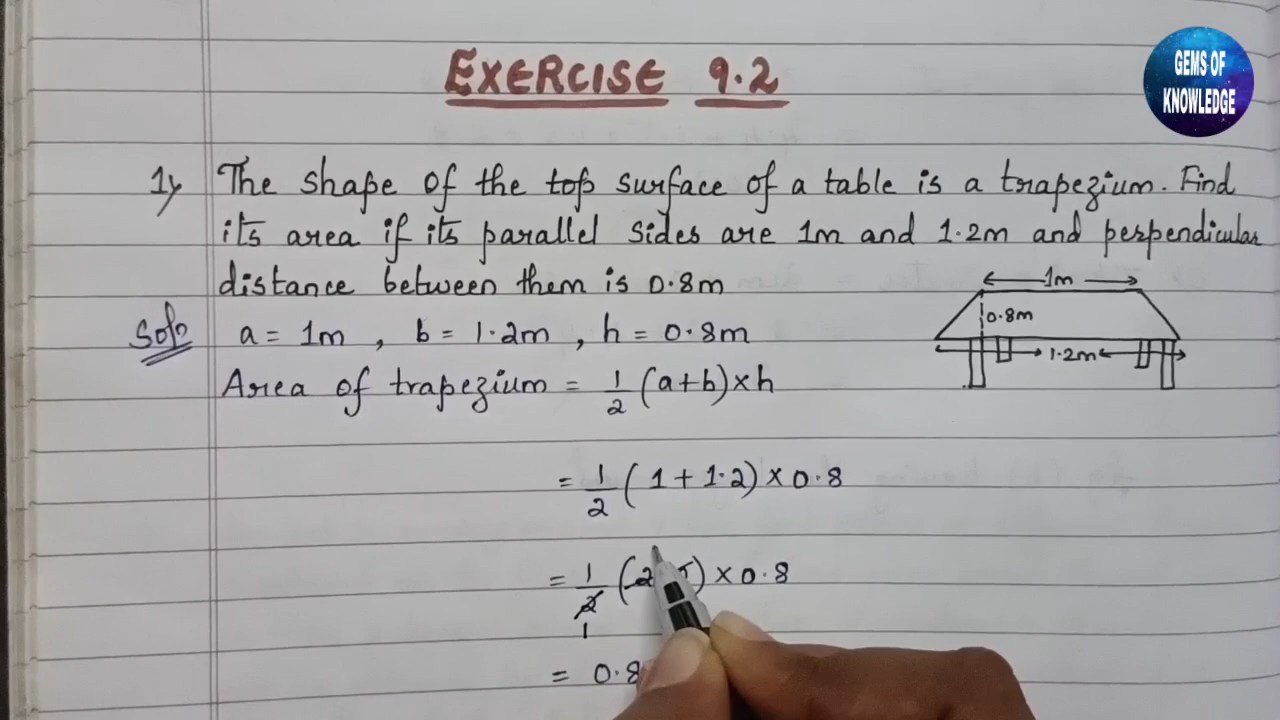 EXERCISE 9.2
GEMS OF
KNOWLEDGE
1) The shape of the top surface of a table is a trapezium. Find
its area if its parallel sides are 1m and 1.2m and perpendicular
distance between them is 0.8m
1m
0.8m
1.2m
Soln a = 1m , b = 1.2m , h = 0.8m
Area of trapezium = 1/2 (a+b)×h
= 1/2 (1 + 1.2) × 0.8
= 1/2 (2) × 0.8
1
= 0.8